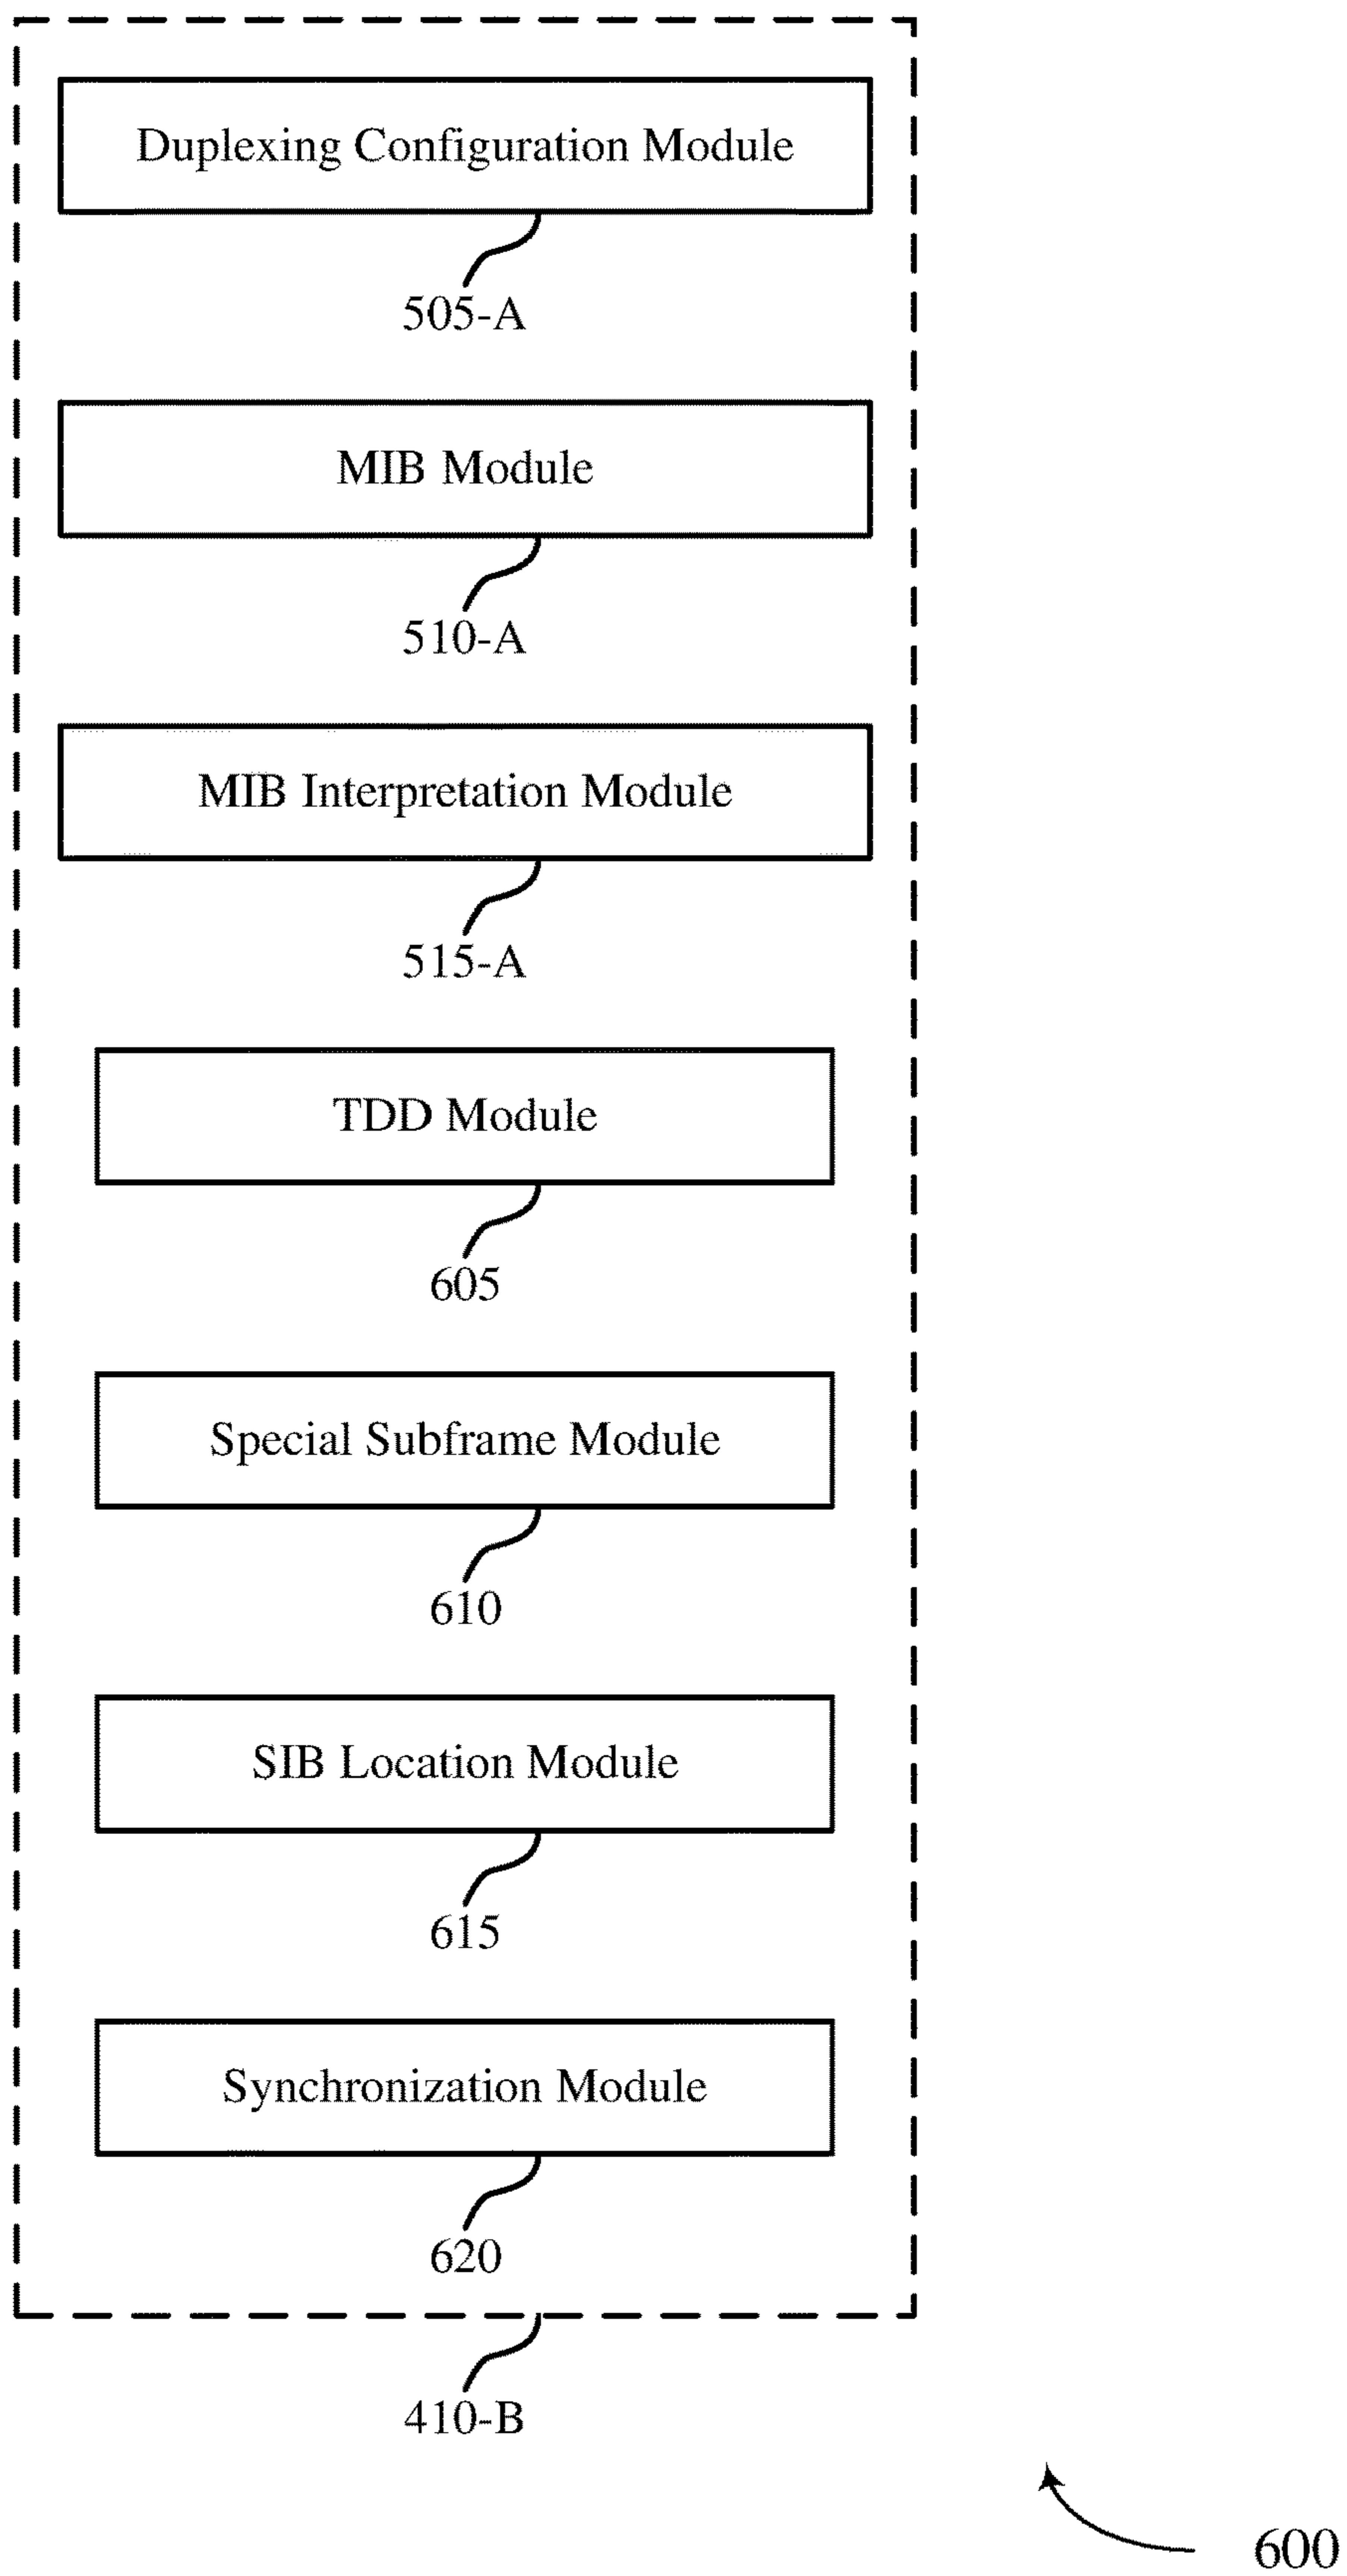 Duplexing Configuration Module
505-A
MIB Module
510-A
MIB Interpretation Module
515-A
TDD Module
605
Special Subframe Module
610
SIB Location Module
615
Synchronization Module
620
410-B
600